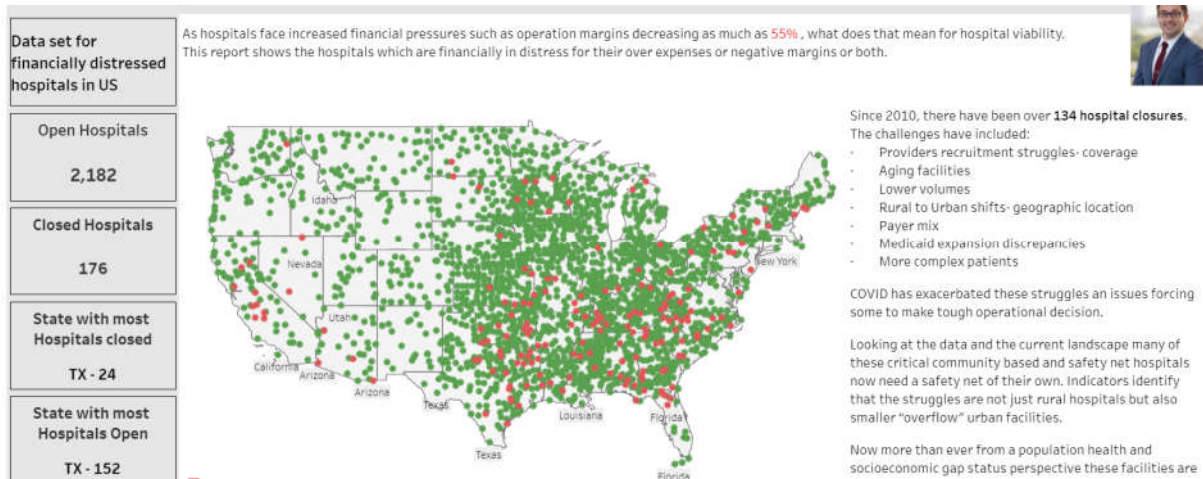 Data set for
financially distressed
hospitals in US
As hospitals face increased financial pressures such as operation margins decreasing as much as 55% , what does that mean for hospital viability.
This report shows the hospitals which are financially in distress for their over expenses or negative margins or both.
Open Hospitals
2,182
Closed Hospitals
176
State with most
Hospitals closed
TX - 24
State with most
Hospitals Open
TX - 152
Idaho
Nevada
Utah
California
Arizona
Arizona
Texas
Texas
Louisiana
Florida
Florida
New York
Since 2010, there have been over 134 hospital closures.
The challenges have included:
· Providers recruitment struggles- coverage
· Aging facilities
· Lower volumes
· Rural to Urban shifts- geographic location
· Payer mix
· Medicaid expansion discrepancies
· More complex patients
COVID has exacerbated these struggles an issues forcing
some to make tough operational decision.
Looking at the data and the current landscape many of
these critical community based and safety net hospitals
now need a safety net of their own. Indicators identify
that the struggles are not just rural hospitals but also
smaller “overflow” urban facilities.
Now more than ever from a population health and
socioeconomic gap status perspective these facilities are